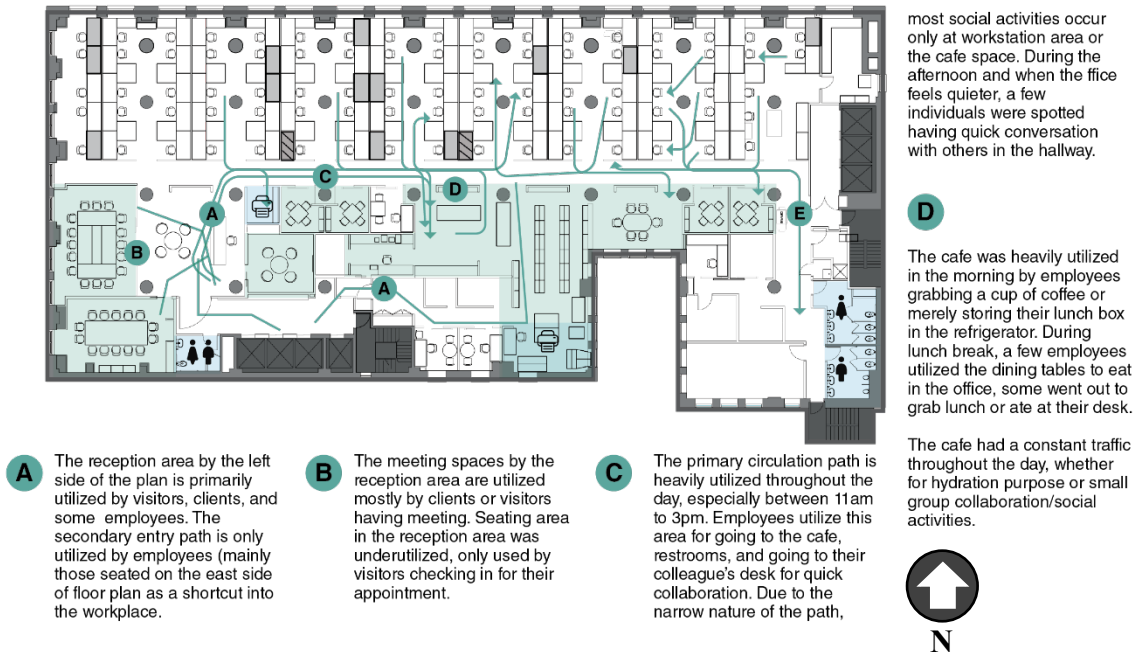 A
B
C
D
E
A
A
The reception area by the left
side of the plan is primarily
utilized by visitors, clients, and
some employees. The
secondary entry path is only
utilized by employees (mainly
those seated on the east side
of floor plan as a shortcut into
the workplace.
B
The meeting spaces by the
reception area are utilized
mostly by clients or visitors
having meeting. Seating area
in the reception area was
underutilized, only used by
visitors checking in for their
appointment.
C
The primary circulation path is
heavily utilized throughout the
day, especially between 11am
to 3pm. Employees utilize this
area for going to the cafe,
restrooms, and going to their
colleague's desk for quick
collaboration. Due to the
narrow nature of the path,
most social activities occur
only at workstation area or
the cafe space. During the
afternoon and when the ffice
feels quieter, a few
individuals were spotted
having quick conversation
with others in the hallway.
D
The cafe was heavily utilized
in the morning by employees
grabbing a cup of coffee or
merely storing their lunch box
in the refrigerator. During
lunch break, a few employees
utilized the dining tables to eat
in the office, some went out to
grab lunch or ate at their desk.
The cafe had a constant traffic
throughout the day, whether
for hydration purpose or small
group collaboration/social
activities.
N